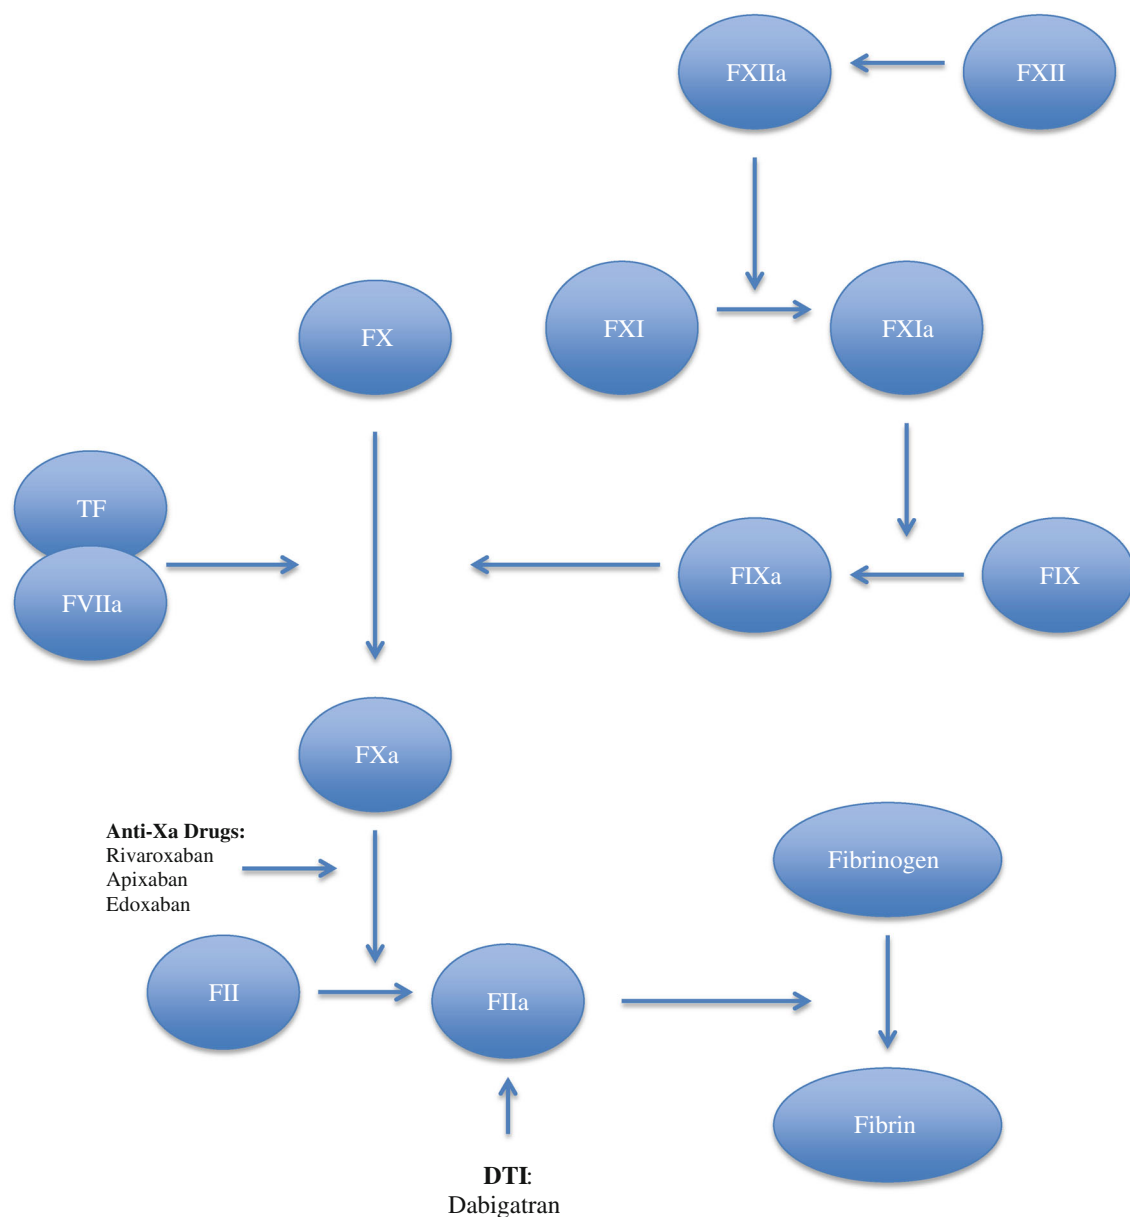 FXIIa
FXII
FX
FXI
FXIa
TF
FVIIa
FIXa
FIX
FXa
Anti-Xa Drugs:
Rivaroxaban
Apixaban
Edoxaban
Fibrinogen
FII
FIIa
Fibrin
DTI:
Dabigatran